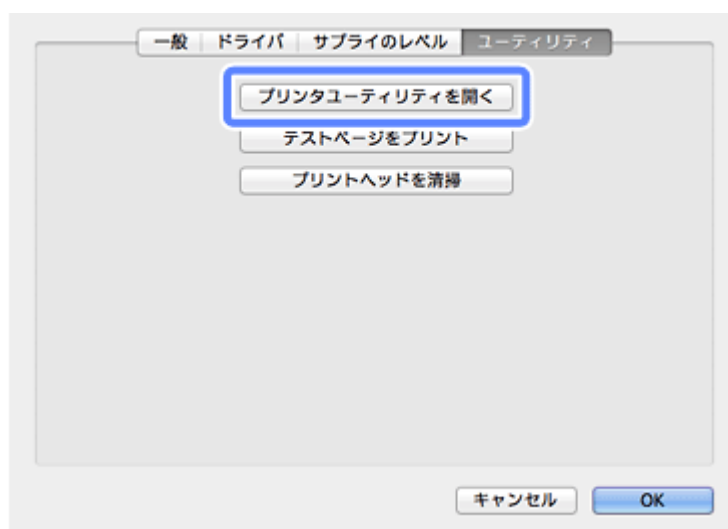 一般 ドライバ サプライのレベル ユーティリティ
プリンタユーティリティを開く
テストページをプリント
プリントヘッドを清掃
キャンセル OK